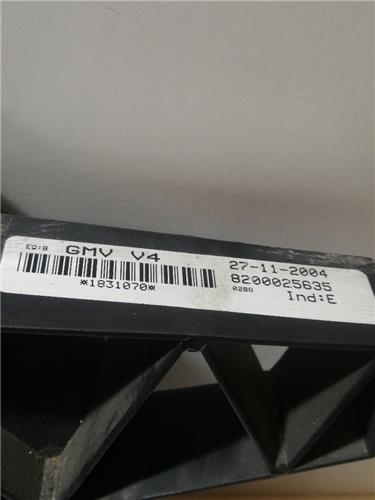 EQ:B GMV V4
*1831070*
27-11-2004
8200025635
0288 Ind:E